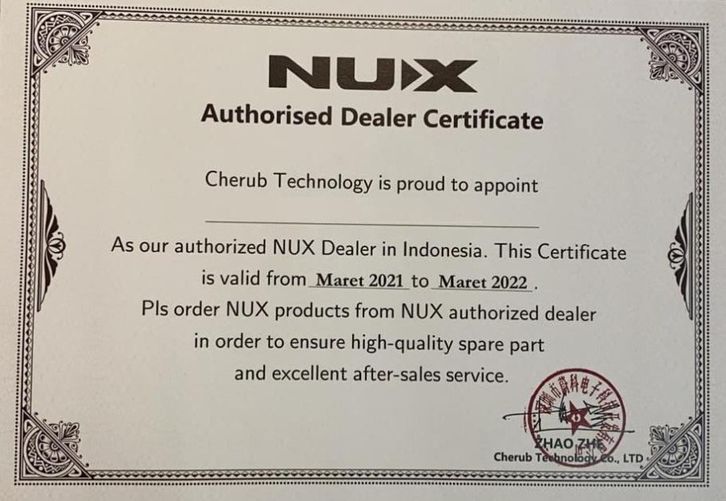 NUX
Authorised Dealer Certificate
Cherub Technology is proud to appoint
As our authorized NUX Dealer in Indonesia. This Certificate
is valid from Maret 2021 to Maret 2022.
Pls order NUX products from NUX authorized dealer
in order to ensure high-quality spare part
and excellent after-sales service.
ZHAO ZHE
Cherub Technology Co., LTD